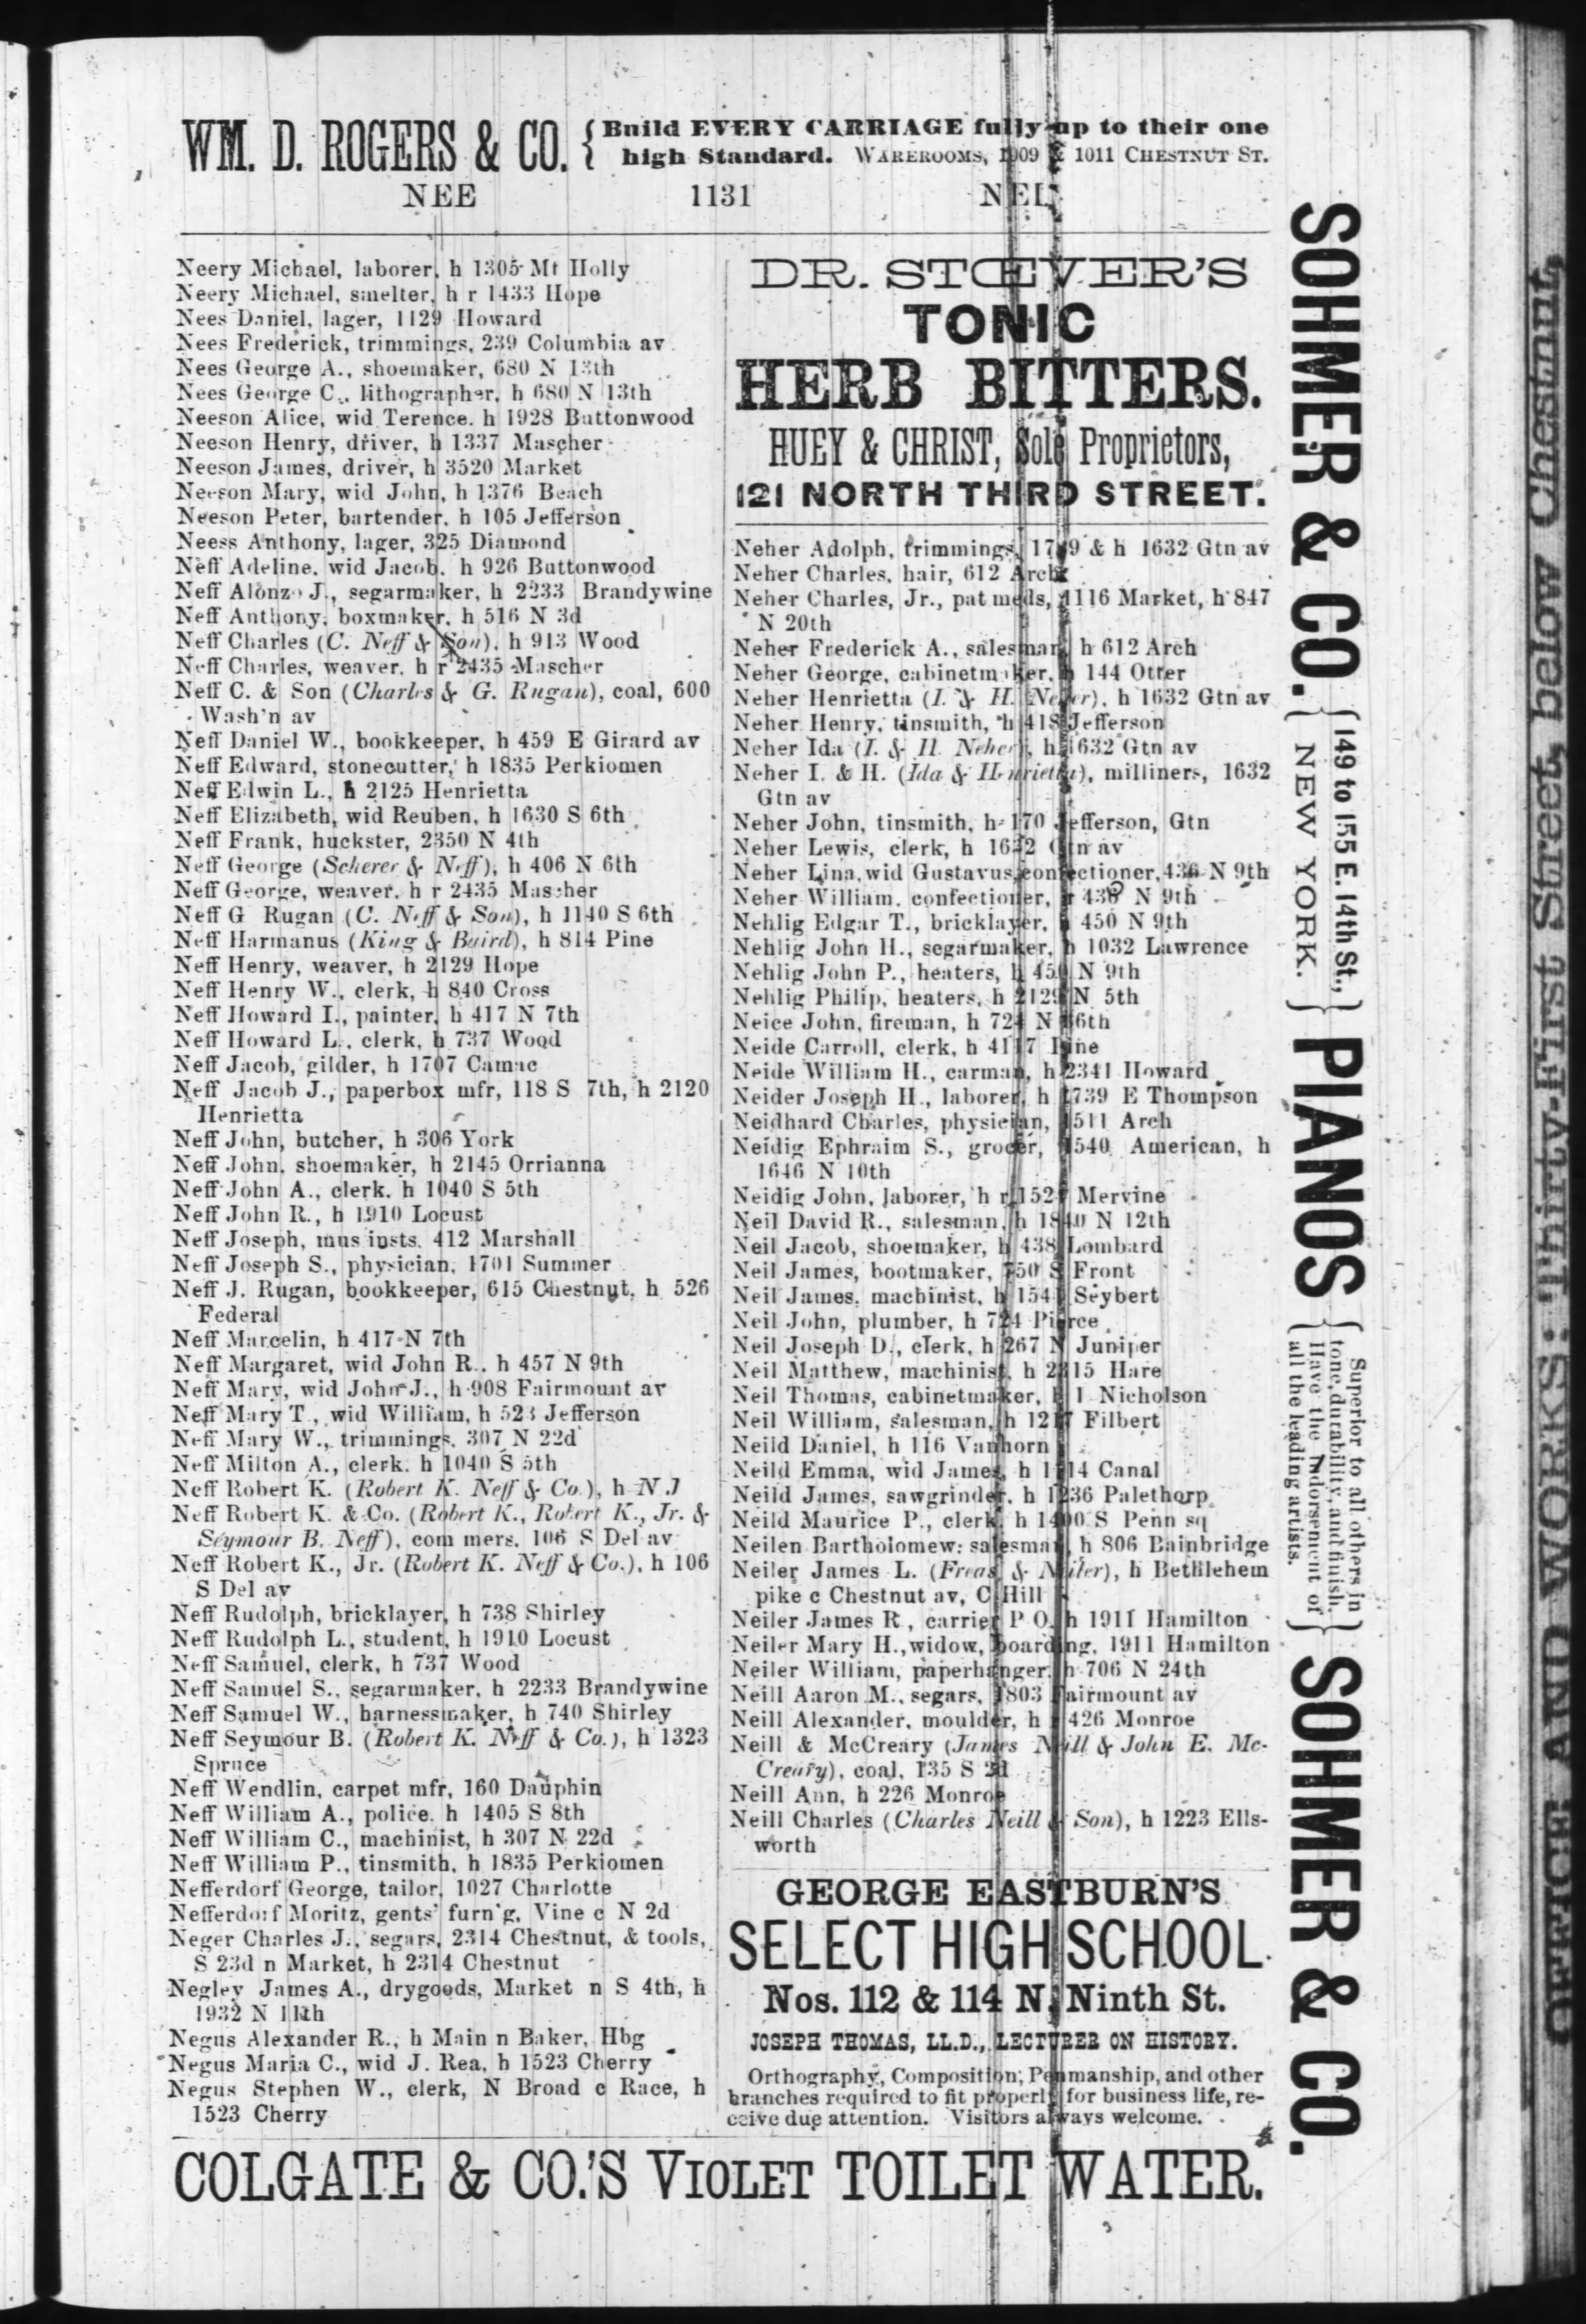 WM. D. ROGERS & CO. { Build EVERY CARRIAGE fully up to their one
high Standard. WAREROOMS, 1009 & 1011 CHESTNUT ST.
NEE 1131 NEI
Neery Michael, laborer, h 1305 Mt Holly
Neery Michael, smelter, h r 1433 Hope
Nees Daniel, lager, 1129 Howard
Nees Frederick, trimmings, 239 Columbia av
Nees George A., shoemaker, 680 N 13th
Nees George C., lithographer, h 680 N 13th
Neeson Alice, wid Terence, h 1928 Buttonwood
Neeson Henry, driver, h 1337 Mascher
Neeson James, driver, h 3520 Market
Neeson Mary, wid John, h 1376 Beach
Neeson Peter, bartender, h 105 Jefferson
Neess Anthony, lager, 325 Diamond
Neff Adeline, wid Jacob, h 926 Buttonwood
Neff Alonzo J., segarmaker, h 2233 Brandywine
Neff Anthony, boxmaker, h 516 N 3d
Neff Charles (C. Neff & Son), h 913 Wood
Neff Charles, weaver, h r 2435 Mascher
Neff C. & Son (Charles & G. Rugan), coal, 600
Wash'n av
Neff Daniel W., bookkeeper, h 459 E Girard av
Neff Edward, stonecutter, h 1835 Perkiomen
Neff Edwin L., h 2125 Henrietta
Neff Elizabeth, wid Reuben, h 1630 S 6th
Neff Frank, huckster, 2350 N 4th
Neff George (Scherer & Neff), h 406 N 6th
Neff George, weaver, h r 2435 Mascher
Neff G Rugan (C. Neff & Son), h 1140 S 6th
Neff Harmanus (King & Baird), h 814 Pine
Neff Henry, weaver, h 2129 Hope
Neff Henry W., clerk, h 840 Cross
Neff Howard I., painter, h 417 N 7th
Neff Howard L., clerk, h 737 Wood
Neff Jacob, gilder, h 1707 Camac
Neff Jacob J., paperbox mfr, 118 S 7th, h 2120
Henrietta
Neff John, butcher, h 306 York
Neff John, shoemaker, h 2145 Orrianna
Neff John A., clerk, h 1040 S 5th
Neff John R., h 1910 Locust
Neff Joseph, mus insts, 412 Marshall
Neff Joseph S., physician, 1701 Summer
Neff J. Rugan, bookkeeper, 615 Chestnut, h 526
Federal
Neff Marcelin, h 417 N 7th
Neff Margaret, wid John R., h 457 N 9th
Neff Mary, wid John J., h 908 Fairmount av
Neff Mary T., wid William, h 523 Jefferson
Neff Mary W., trimmings, 307 N 22d
Neff Milton A., clerk, h 1040 S 5th
Neff Robert K. (Robert K. Neff & Co.), h N J
Neff Robert K. & Co. (Robert K., Robert K., Jr. &
Seymour B. Neff), com mers, 106 S Del av
Neff Robert K., Jr. (Robert K. Neff & Co.), h 106
S Del av
Neff Rudolph, bricklayer, h 738 Shirley
Neff Rudolph L., student, h 1910 Locust
Neff Samuel, clerk, h 737 Wood
Neff Samuel S., segarmaker, h 2233 Brandywine
Neff Samuel W., harnessmaker, h 740 Shirley
Neff Seymour B. (Robert K. Neff & Co.), h 1323
Spruce
Neff Wendlin, carpet mfr, 160 Dauphin
Neff William A., police, h 1405 S 8th
Neff William C., machinist, h 307 N 22d
Neff William P., tinsmith, h 1835 Perkiomen
Nefferdorf George, tailor, 1027 Charlotte
Nefferdorf Moritz, gents' furn'g, Vine c N 2d
Neger Charles J., segars, 2314 Chestnut, & tools,
S 23d n Market, h 2314 Chestnut
Negley James A., drygoods, Market n S 4th, h
1932 N 11th
Negus Alexander R., h Main n Baker, Hbg
Negus Maria C., wid J. Rea, h 1523 Cherry
Negus Stephen W., clerk, N Broad c Race, h
1523 Cherry
DR. STŒVER'S
TONIC
HERB BITTERS.
HUEY & CHRIST, Sole Proprietors,
121 NORTH THIRD STREET.
Neher Adolph, trimmings, & h 1632 Gtn av
Neher Charles, hair, 612 Arch
Neher Charles, Jr., pat meds, 1116 Market, h 847
N 20th
Neher Frederick A., salesman, h 612 Arch
Neher George, cabinetmaker, h 144 Otter
Neher Henrietta (I. & H. Neher), h 1632 Gtn av
Neher Henry, tinsmith, h 418 Jefferson
Neher Ida (I. & H. Neher), h 1632 Gtn av
Neher I. & H. (Ida & Henrietta), milliners, 1632
Gtn av
Neher John, tinsmith, h 170 Jefferson, Gtn
Neher Lewis, clerk, h 1632 Gtn av
Neher Lina, wid Gustavus, confectioner, 436 N 9th
Neher William, confectioner, N 9th
Nehlig Edgar T., bricklayer, h 450 N 9th
Nehlig John H., segarmaker, h 1032 Lawrence
Nehlig John P., heaters, h 450 N 9th
Nehlig Philip, heaters, h 2129 N 5th
Neice John, fireman, h N
Neide Carroll, clerk, h Pine
Neide William H., carman, h 2341 Howard
Neider Joseph H., laborer, h 1739 E Thompson
Neidhard Charles, physician, 1511 Arch
Neidig Ephraim S., grocer, 1540 American, h
1646 N 10th
Neidig John, laborer, h r Mervine
Neil David R., salesman, h 1840 N 12th
Neil Jacob, shoemaker, h 438 Lombard
Neil James, bootmaker, 750 S Front
Neil James, machinist, h Seybert
Neil John, plumber, h 724 Pierce
Neil Joseph D., clerk, h 267 N Juniper
Neil Matthew, machinist, h Hare
Neil Thomas, cabinetmaker, 1 Nicholson
Neil William, salesman, h Filbert
Neild Daniel, h 116 Vanhorn
Neild Emma, wid James, h Canal
Neild James, sawgrinder, h 1236 Palethorp
Neild Maurice P., clerk, h 1400 S Penn sq
Neilen Bartholomew, salesman, h 806 Bainbridge
Neiler James L. (Freas & Neiler), h Bethlehem
pike c Chestnut av, C Hill
Neiler James R., carrier P O, h 1911 Hamilton
Neiler Mary H., widow, boarding, 1911 Hamilton
Neiler William, paperhanger, h 706 N 24th
Neill Aaron M., segars, 1803 Fairmount av
Neill Alexander, moulder, h r 426 Monroe
Neill & McCreary (James Neill & John E. Mc-
Creary), coal, 135 S 2d
Neill Ann, h 226 Monroe
Neill Charles (Charles Neill & Son), h 1223 Ells-
worth
GEORGE EASTBURN'S
SELECT HIGH SCHOOL.
Nos. 112 & 114 N. Ninth St.
JOSEPH THOMAS, LL.D., LECTURER ON HISTORY.
Orthography, Composition, Penmanship, and other
branches required to fit properly for business life, re-
ceive due attention. Visitors always welcome.
COLGATE & CO.'S VIOLET TOILET WATER.
SOHMER & CO. { 149 to 155 E. 14th St., NEW YORK. } PIANOS { Superior to all others in
tone, durability, and finish.
Have the indorsement of
all the leading artists. } SOHMER & CO.
OFFICE AND WORKS: Thirty-First Street, below Chestnut,